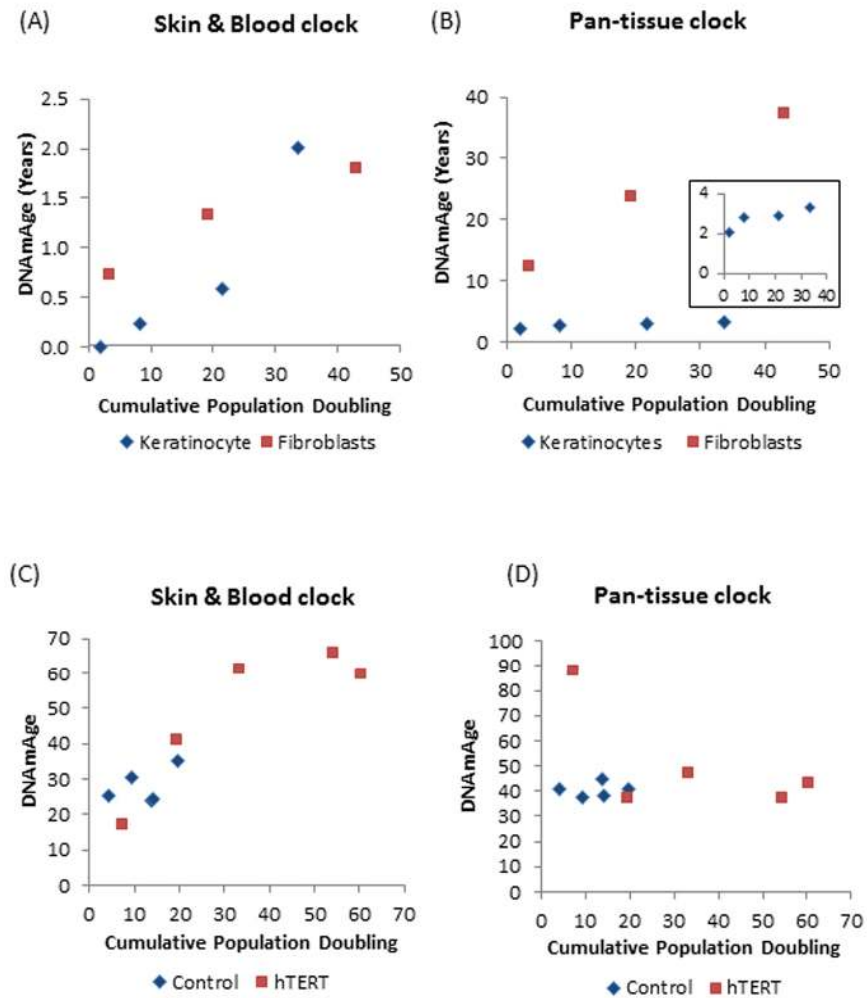 (A)
Skin & Blood clock
DNAmAge (Years)
2.5
2.0
1.5
1.0
0.5
0.0
0 10 20 30 40 50
Cumulative Population Doubling
Keratinocyte Fibroblasts
(B)
Pan-tissue clock
DNAmAge (Years)
40
30
20
10
0
4
2
0
0 10 20 30 40
0 10 20 30 40 50
Cumulative Population Doubling
Keratinocytes Fibroblasts
(C)
Skin & Blood clock
DNAmAge
70
60
50
40
30
20
10
0
0 10 20 30 40 50 60 70
Cumulative Population Doubling
Control hTERT
(D)
Pan-tissue clock
DNAmAge
100
90
80
70
60
50
40
30
20
10
0
0 10 20 30 40 50 60 70
Cumulative Population Doubling
Control hTERT